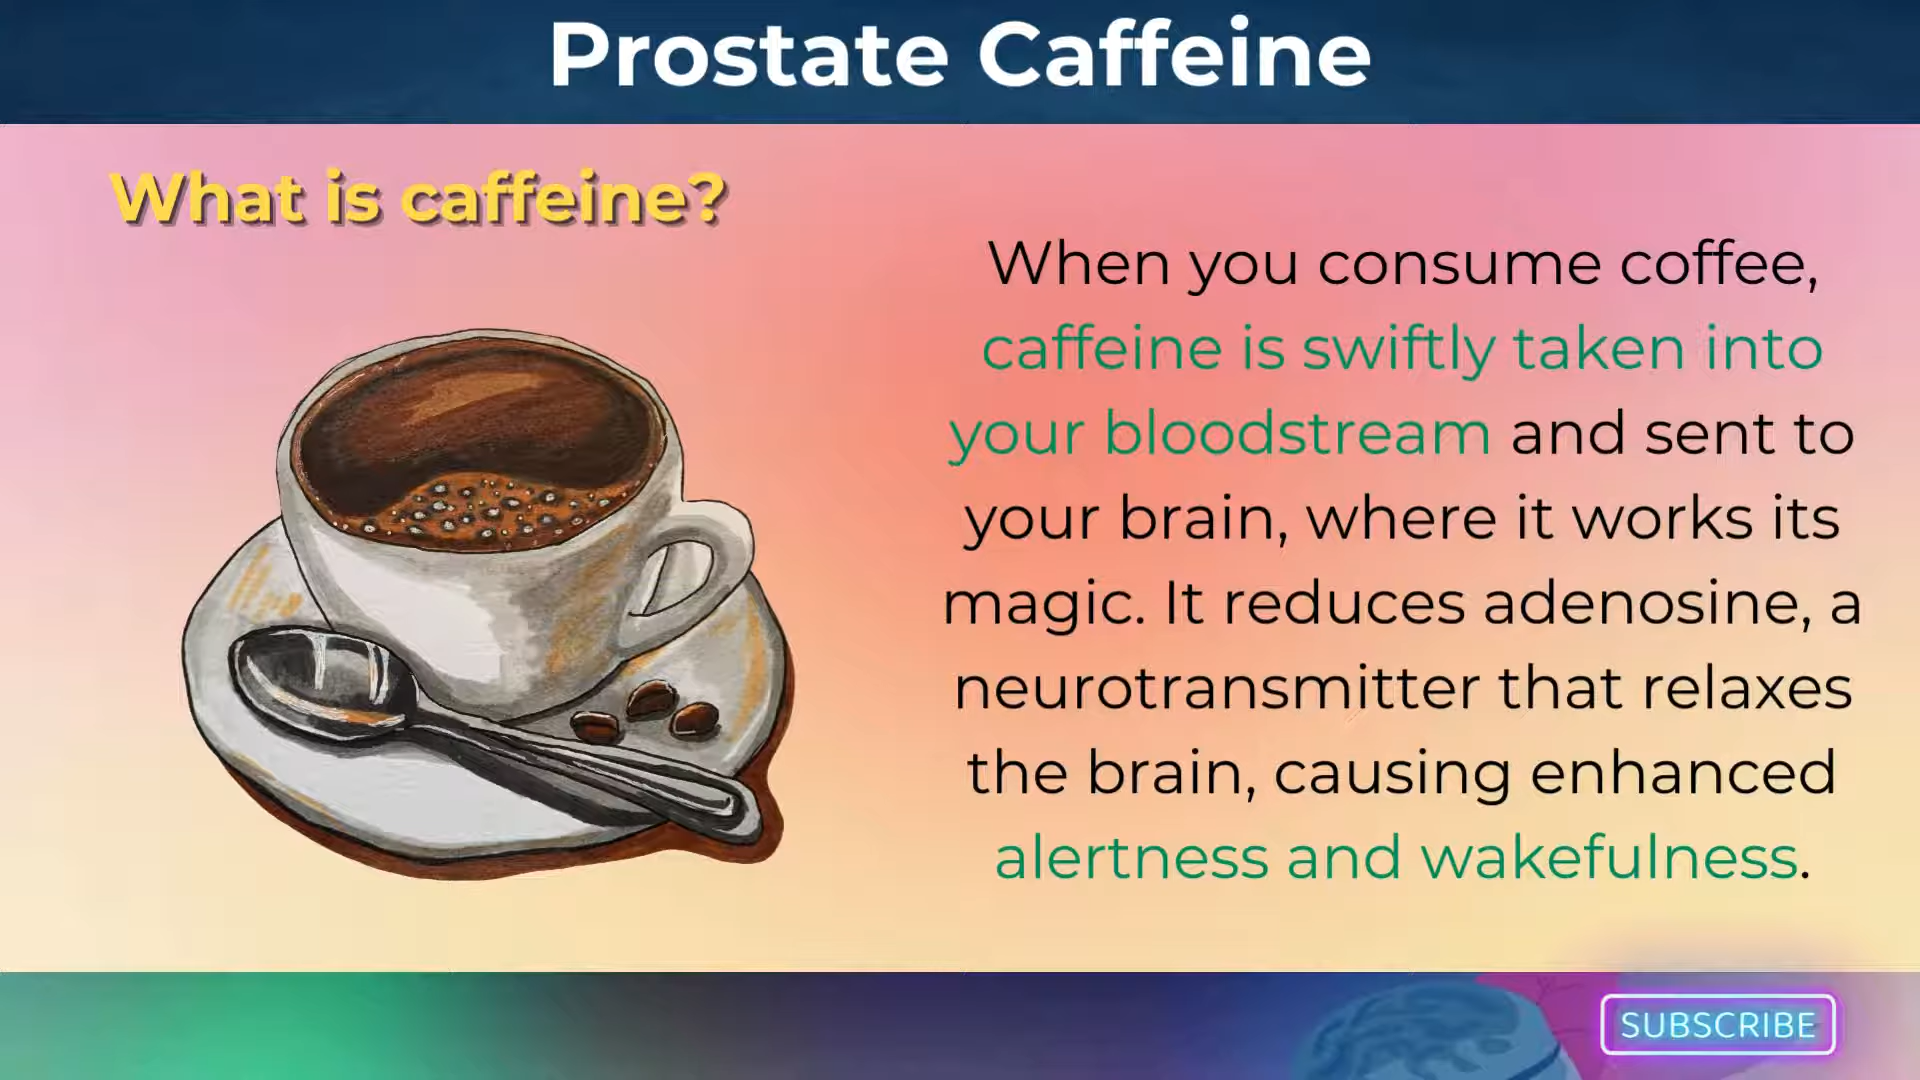 Prostate Caffeine
What is caffeine?
When you consume coffee,
caffeine is swiftly taken into
your bloodstream and sent to
your brain, where it works its
magic. It reduces adenosine, a
neurotransmitter that relaxes
the brain, causing enhanced
alertness and wakefulness.
SUBSCRIBE